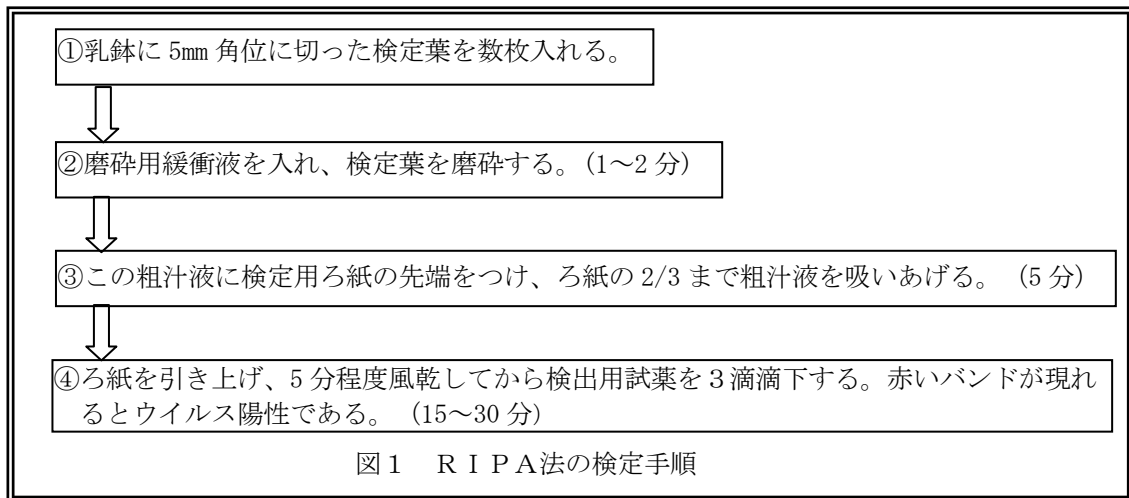 ①乳鉢に 5mm 角位に切った検定葉を数枚入れる。
②磨砕用緩衝液を入れ、検定葉を磨砕する。(1～2 分)
③この粗汁液に検定用ろ紙の先端をつけ、ろ紙の 2/3 まで粗汁液を吸いあげる。 (5 分)
④ろ紙を引き上げ、5 分程度風乾してから検出用試薬を３滴滴下する。赤いバンドが現れ
るとウイルス陽性である。 (15～30 分)
図１ ＲＩＰＡ法の検定手順